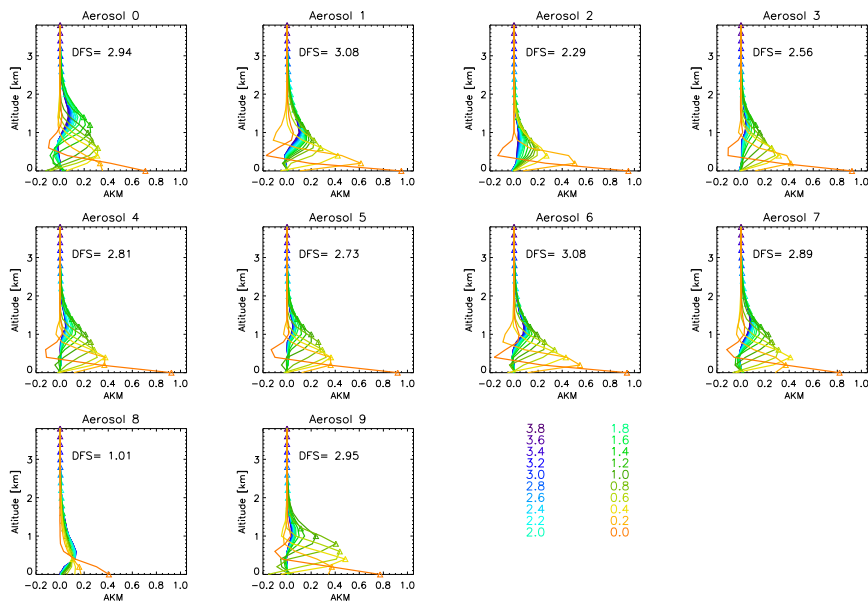 Aerosol 0
Aerosol 1
Aerosol 2
Aerosol 3
DFS= 2.94
DFS= 3.08
DFS= 2.29
DFS= 2.56
Altitude [km]
Altitude [km]
Altitude [km]
Altitude [km]
3
2
1
0
3
2
1
0
3
2
1
0
3
2
1
0
−0.2 0.0 0.2 0.4 0.6 0.8 1.0
−0.2 0.0 0.2 0.4 0.6 0.8 1.0
−0.2 0.0 0.2 0.4 0.6 0.8 1.0
−0.2 0.0 0.2 0.4 0.6 0.8 1.0
AKM
AKM
AKM
AKM
Aerosol 4
Aerosol 5
Aerosol 6
Aerosol 7
DFS= 2.81
DFS= 2.73
DFS= 3.08
DFS= 2.89
Altitude [km]
Altitude [km]
Altitude [km]
Altitude [km]
3
2
1
0
3
2
1
0
3
2
1
0
3
2
1
0
−0.2 0.0 0.2 0.4 0.6 0.8 1.0
−0.2 0.0 0.2 0.4 0.6 0.8 1.0
−0.2 0.0 0.2 0.4 0.6 0.8 1.0
−0.2 0.0 0.2 0.4 0.6 0.8 1.0
AKM
AKM
AKM
AKM
Aerosol 8
Aerosol 9
DFS= 1.01
DFS= 2.95
Altitude [km]
Altitude [km]
3
2
1
0
3
2
1
0
−0.2 0.0 0.2 0.4 0.6 0.8 1.0
−0.2 0.0 0.2 0.4 0.6 0.8 1.0
AKM
AKM
3.8 1.8
3.6 1.6
3.4 1.4
3.2 1.2
3.0 1.0
2.8 0.8
2.6 0.6
2.4 0.4
2.2 0.2
2.0 0.0